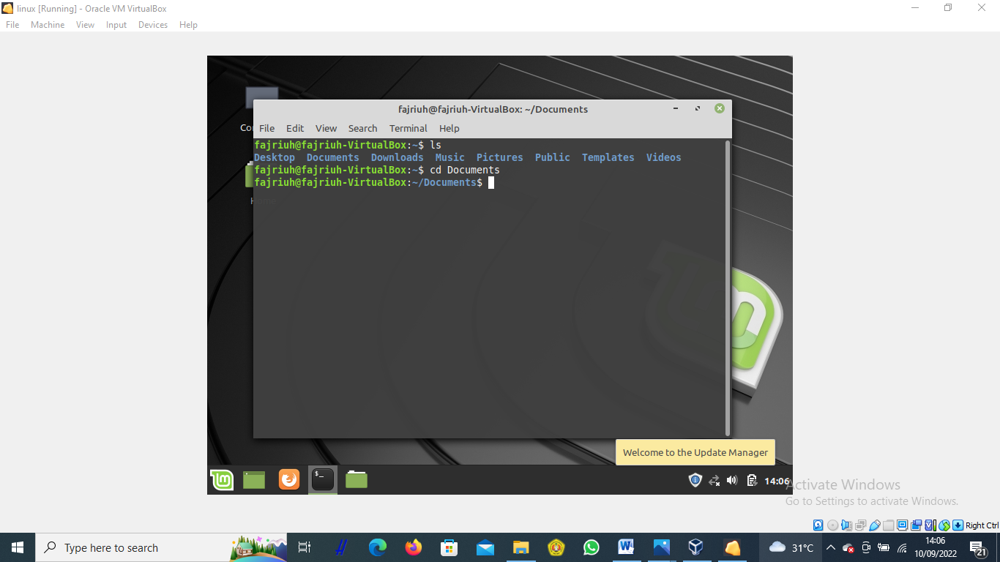 linux [Running] - Oracle VM VirtualBox
File Machine View Input Devices Help
fajriuh@fajriuh-VirtualBox: ~/Documents
File Edit View Search Terminal Help
fajriuh@fajriuh-VirtualBox:~$ ls
Desktop Documents Downloads Music Pictures Public Templates Videos
fajriuh@fajriuh-VirtualBox:~$ cd Documents
fajriuh@fajriuh-VirtualBox:~/Documents$
Welcome to the Update Manager
14:06
Activate Windows
Go to Settings to activate Windows.
Right Ctrl
Type here to search
31°C
14:06
10/09/2022
21